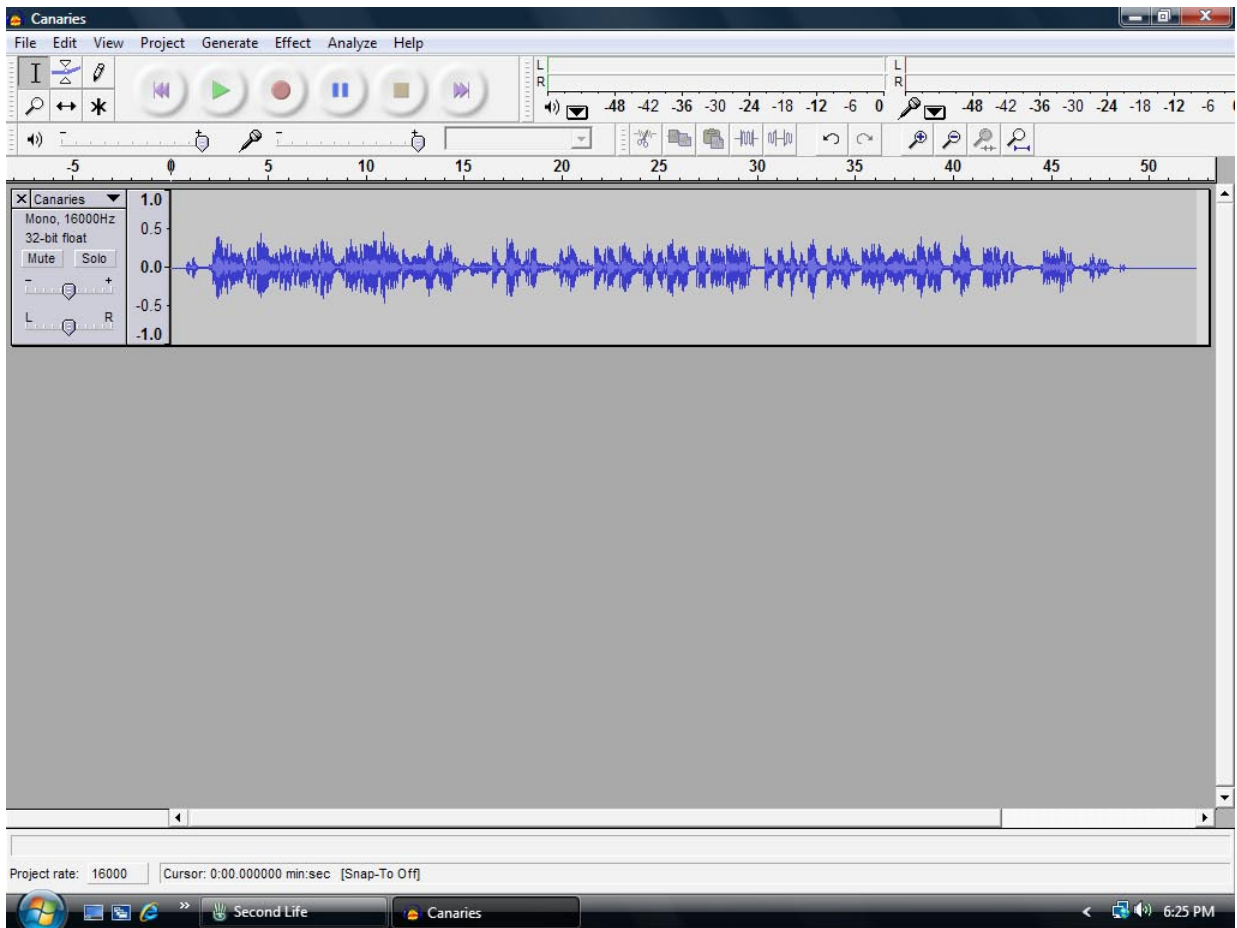 Canaries
File Edit View Project Generate Effect Analyze Help
L
R
-48 -42 -36 -30 -24 -18 -12 -6 0
L
R
-48 -42 -36 -30 -24 -18 -12 -6 0
-5 0 5 10 15 20 25 30 35 40 45 50
X Canaries
Mono, 16000Hz
32-bit float
Mute Solo
- +
L R
1.0
0.5
0.0
-0.5
-1.0
Project rate: 16000 Cursor: 0:00.000000 min:sec [Snap-To Off]
Second Life Canaries 6:25 PM